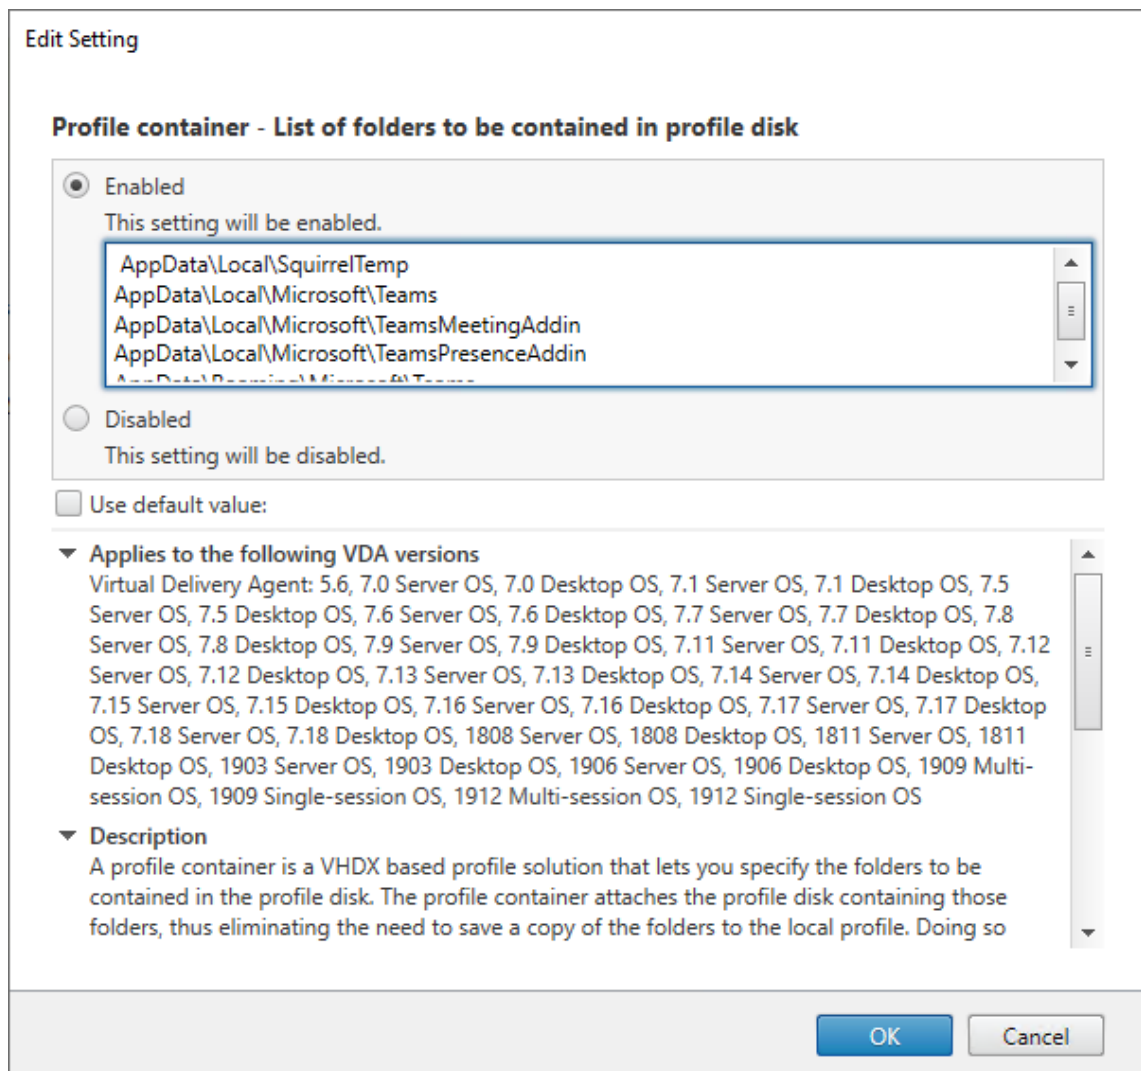 Edit Setting
Profile container - List of folders to be contained in profile disk
Enabled
This setting will be enabled.
AppData\Local\SquirrelTemp
AppData\Local\Microsoft\Teams
AppData\Local\Microsoft\TeamsMeetingAddin
AppData\Local\Microsoft\TeamsPresenceAddin
AppData\Roaming\Microsoft\Teams
Disabled
This setting will be disabled.
Use default value:
Applies to the following VDA versions
Virtual Delivery Agent: 5.6, 7.0 Server OS, 7.0 Desktop OS, 7.1 Server OS, 7.1 Desktop OS, 7.5
Server OS, 7.5 Desktop OS, 7.6 Server OS, 7.6 Desktop OS, 7.7 Server OS, 7.7 Desktop OS, 7.8
Server OS, 7.8 Desktop OS, 7.9 Server OS, 7.9 Desktop OS, 7.11 Server OS, 7.11 Desktop OS, 7.12
Server OS, 7.12 Desktop OS, 7.13 Server OS, 7.13 Desktop OS, 7.14 Server OS, 7.14 Desktop OS,
7.15 Server OS, 7.15 Desktop OS, 7.16 Server OS, 7.16 Desktop OS, 7.17 Server OS, 7.17 Desktop
OS, 7.18 Server OS, 7.18 Desktop OS, 1808 Server OS, 1808 Desktop OS, 1811 Server OS, 1811
Desktop OS, 1903 Server OS, 1903 Desktop OS, 1906 Server OS, 1906 Desktop OS, 1909 Multi-
session OS, 1909 Single-session OS, 1912 Multi-session OS, 1912 Single-session OS
Description
A profile container is a VHDX based profile solution that lets you specify the folders to be
contained in the profile disk. The profile container attaches the profile disk containing those
folders, thus eliminating the need to save a copy of the folders to the local profile. Doing so
OK
Cancel